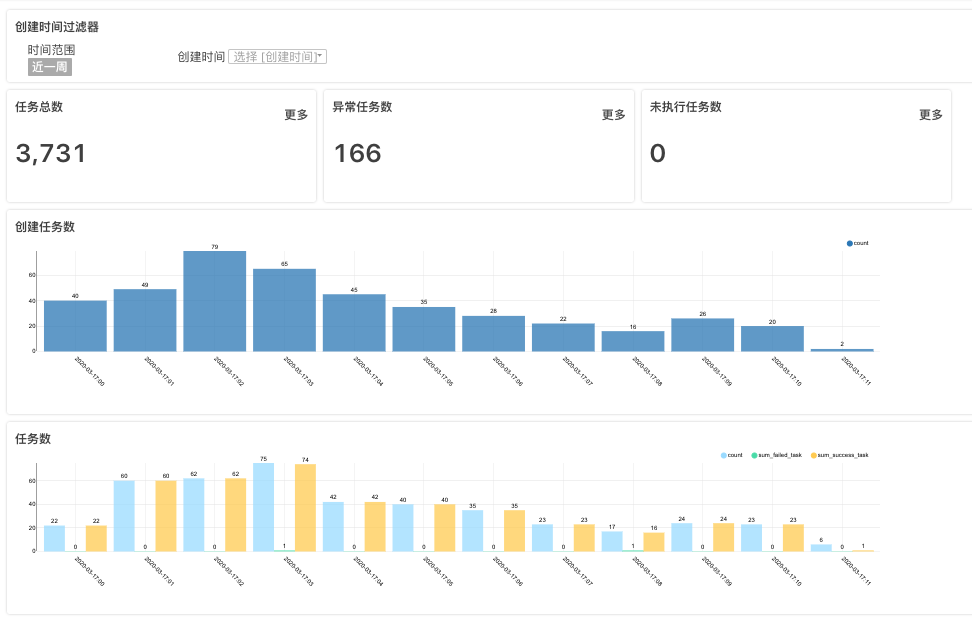 创建时间过滤器
时间范围
近一周
创建时间 选择 [创建时间]
任务总数
更多
3,731
异常任务数
更多
166
未执行任务数
更多
0
创建任务数
count
79
65
60
49
45
40
40
35
28
26
22
20
20
16
2
0
2020-03-17:00 2020-03-17:01 2020-03-17:02 2020-03-17:03 2020-03-17:04 2020-03-17:05 2020-03-17:06 2020-03-17:07 2020-03-17:08 2020-03-17:09 2020-03-17:10 2020-03-17:11
任务数
count sum_failed_task sum_success_task
60
40
20
0
22 0 22 60 0 60 62 0 62 75 1 74 42 0 42 40 0 40 35 0 35 23 0 23 17 1 16 24 0 24 23 0 23 6 0 1
2020-03-17:00 2020-03-17:01 2020-03-17:02 2020-03-17:03 2020-03-17:04 2020-03-17:05 2020-03-17:06 2020-03-17:07 2020-03-17:08 2020-03-17:09 2020-03-17:10 2020-03-17:11